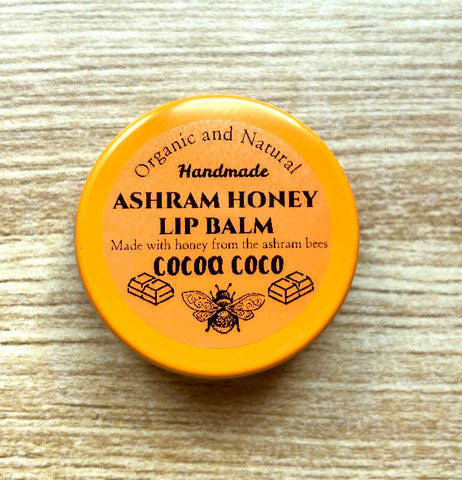 Organic and Natural
Handmade
ASHRAM HONEY
LIP BALM
Made with honey from the ashram bees
COCOA COCO